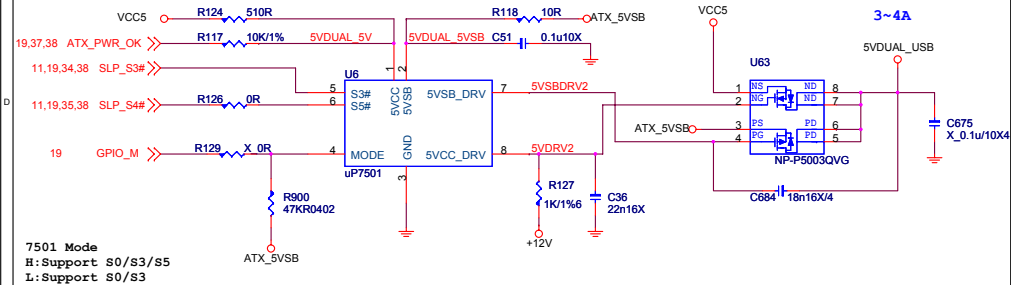 VCC5
R124 510R
R118 10R
ATX_5VSB
VCC5
3~4A
19,37,38 ATX_PWR_OK
R117 10K/1%
5VDUAL_5V
5VDUAL_5VSB
C51 0.1u10X
5VDUAL_USB
11,19,34,38 SLP_S3#
U6
U63
D
1 2
5 S3#
6 S5#
5VCC
5VSB
5VSB_DRV 7
5VSBDRV2
1 NS ND 8
2 NG ND 7
11,19,35,38 SLP_S4#
R126 0R
ATX_5VSB
3 PS PD 6
4 PG PD 5
C675
X_0.1u/10X4
19 GPIO_M
R129 X_0R
4 MODE
GND
5VCC_DRV 8
5VDRV2
NP-P5003QVG
uP7501
3
R900
47KR0402
R127
1K/1%6
C36
22n16X
C684 18n16X/4
+12V
ATX_5VSB
7501 Mode
H:Support S0/S3/S5
L:Support S0/S3